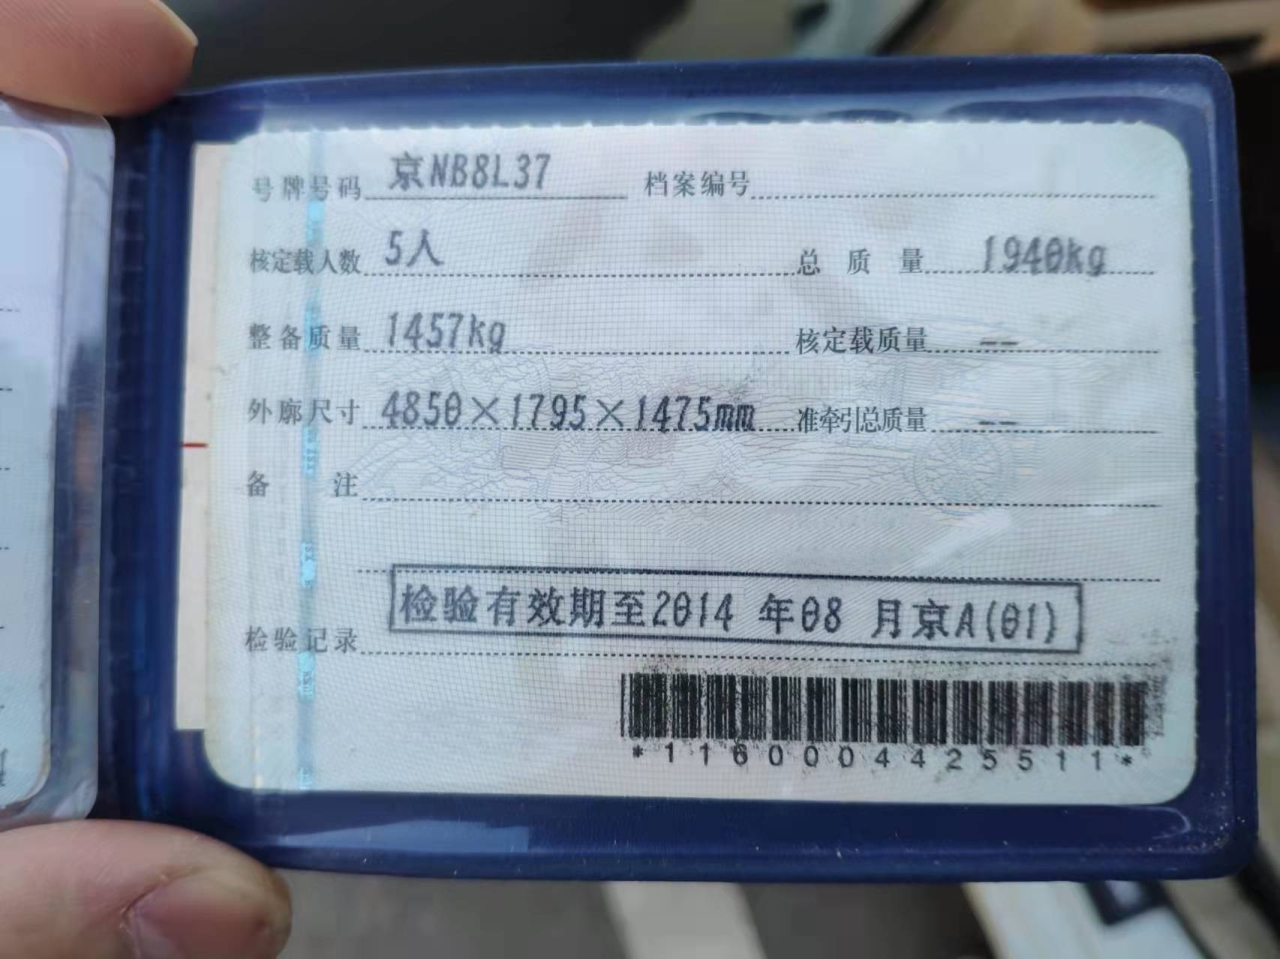 号牌号码 京NB8L37 档案编号
核定载人数 5人 总质量 1940kg
整备质量 1457kg 核定载质量 --
外廓尺寸 4850×1795×1475mm 准牵引总质量 --
备注
检验有效期至2014 年08 月京A(01)
检验记录
*1160004425511*